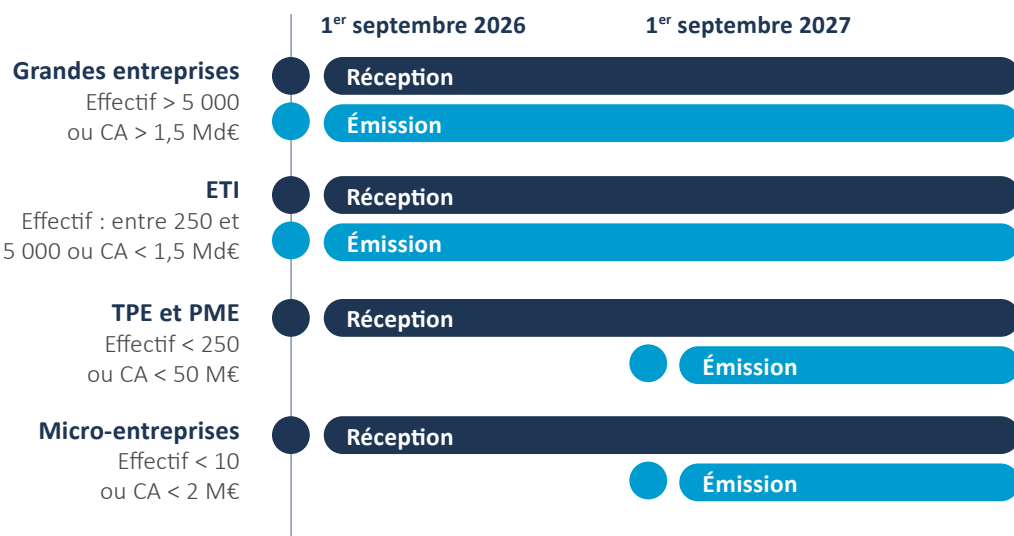 1er septembre 2026
1er septembre 2027
Grandes entreprises
Effectif > 5 000
ou CA > 1,5 Md€
Réception
Émission
ETI
Effectif : entre 250 et
5 000 ou CA < 1,5 Md€
Réception
Émission
TPE et PME
Effectif < 250
ou CA < 50 M€
Réception
Émission
Micro-entreprises
Effectif < 10
ou CA < 2 M€
Réception
Émission